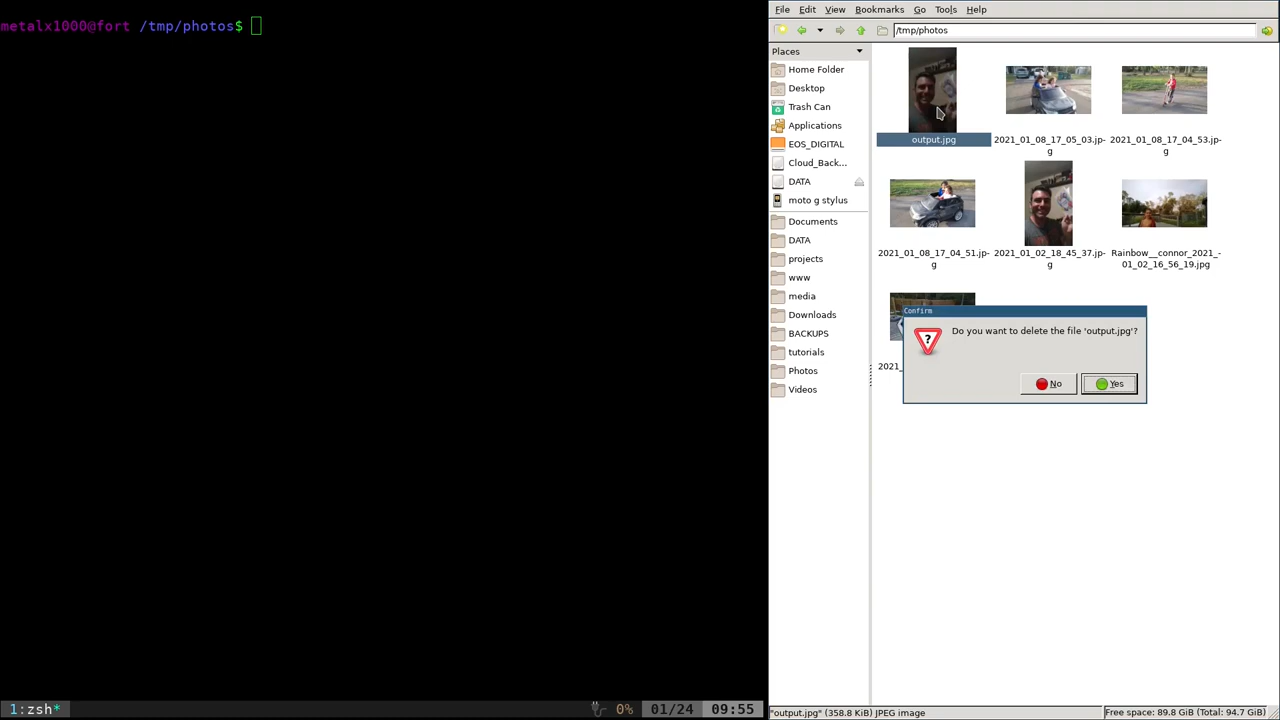 metalx1000@fort /tmp/photos$
File Edit View Bookmarks Go Tools Help
/tmp/photos
Places
Home Folder
Desktop
Trash Can
Applications
EOS_DIGITAL
Cloud_Back...
DATA
moto g stylus
Documents
DATA
projects
www
media
Downloads
BACKUPS
tutorials
Photos
Videos
output.jpg
2021_01_08_17_05_03.jp-
g
2021_01_08_17_04_53.jp-
g
2021_01_08_17_04_51.jp-
g
2021_01_02_18_45_37.jp-
g
Rainbow__connor_2021_-
01_02_16_56_19.jpg
2021_
Confirm
Do you want to delete the file 'output.jpg'?
No Yes
1:zsh* 0% 01/24 09:55
"output.jpg" (358.8 KiB) JPEG image
Free space: 89.8 GiB (Total: 94.7 GiB)